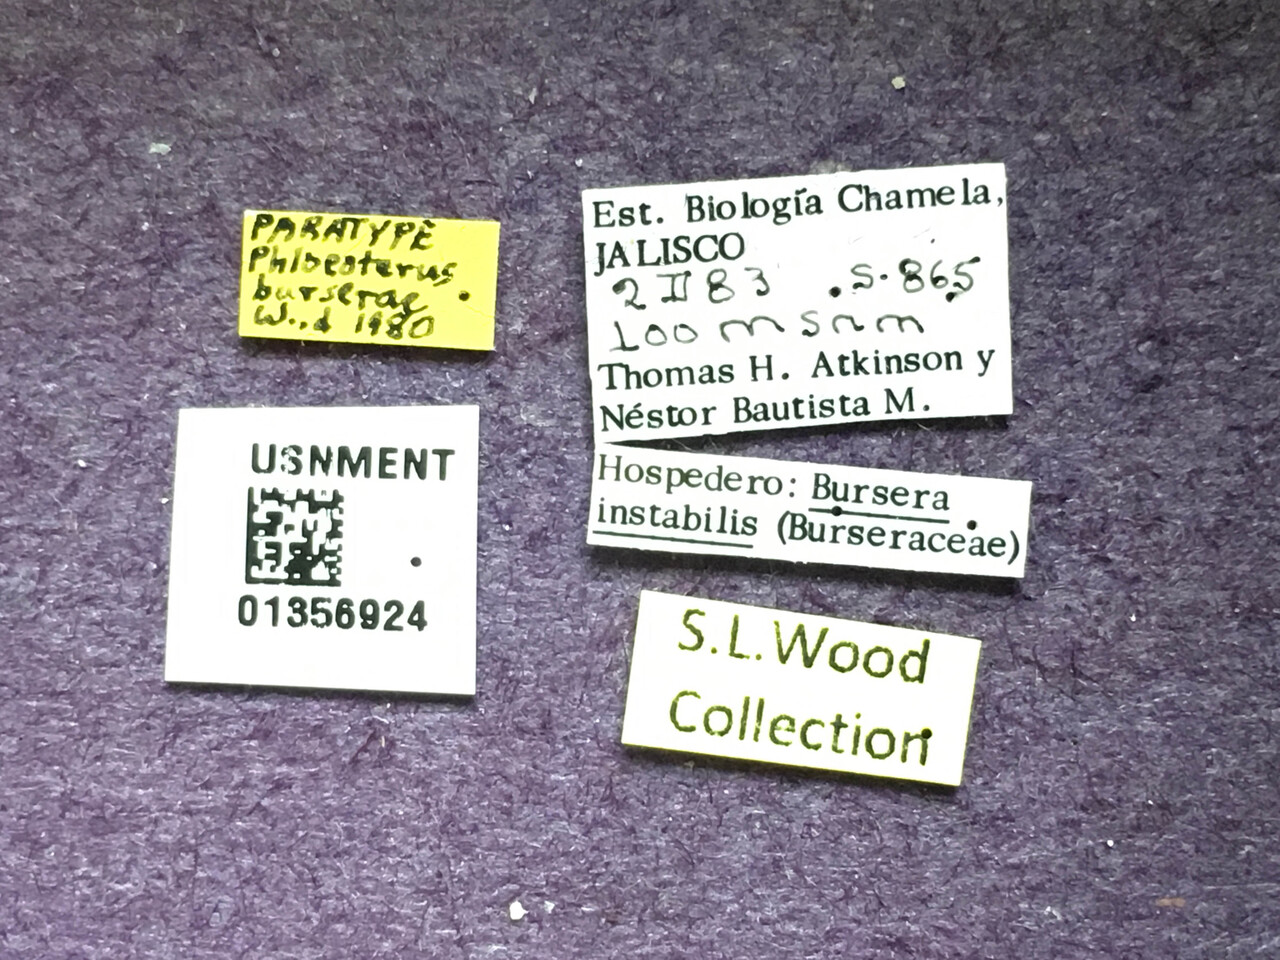 PARATYPE
Phloeoterus
burserae
Wood 1980
USNMENT
01356924
Est. Biología Chamela,
JALISCO
2 II 83 S-865
100 msnm
Thomas H. Atkinson y
Néstor Bautista M.
Hospedero: Bursera
instabilis (Burseraceae)
S.L.Wood
Collection